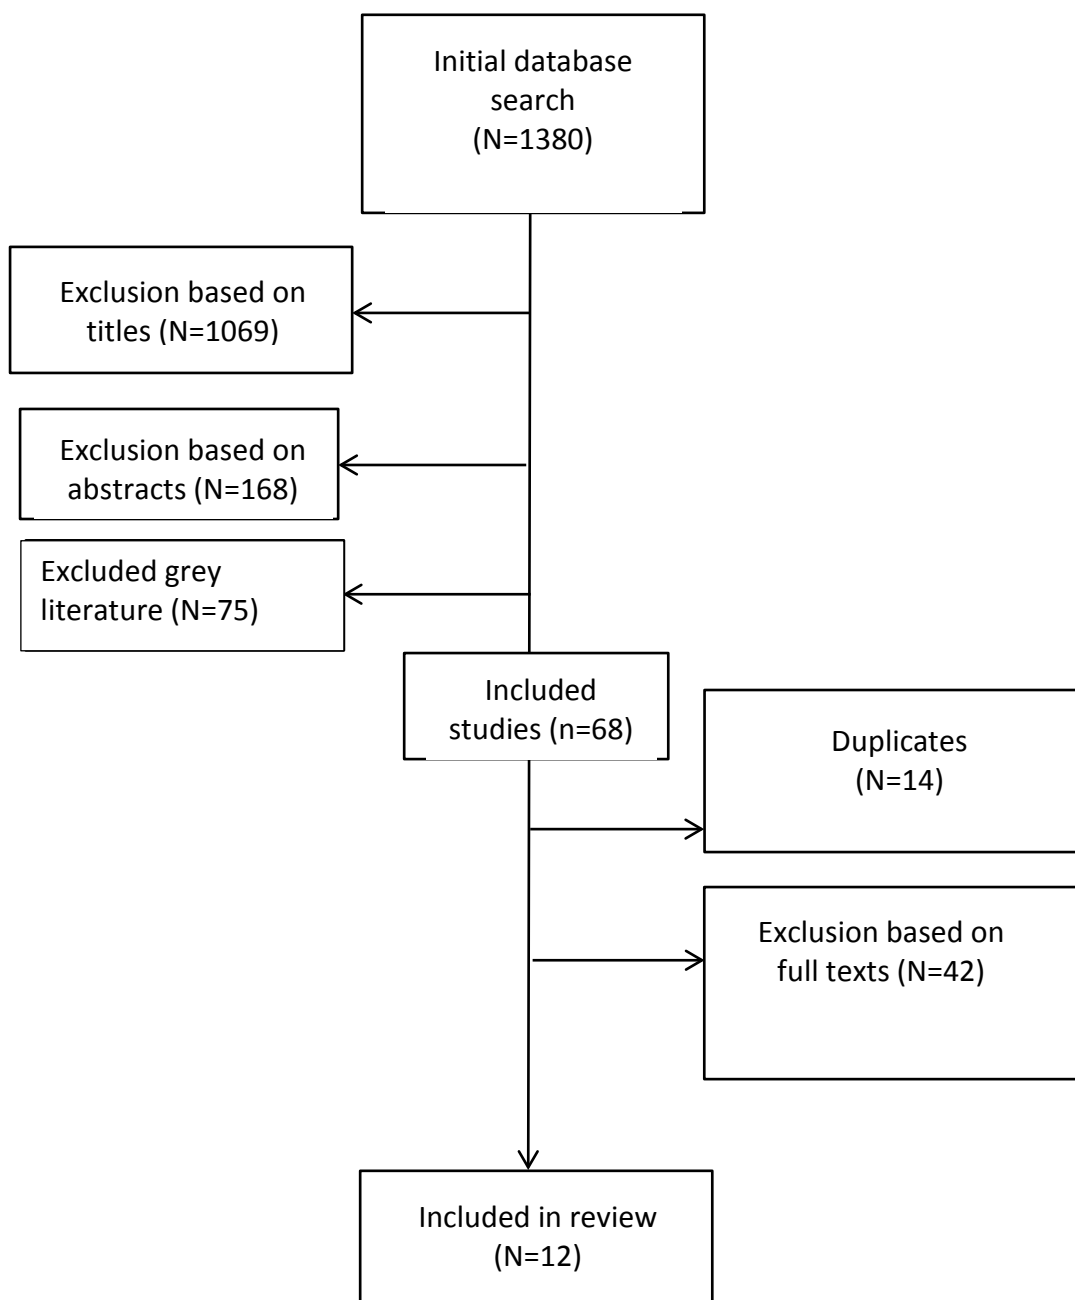 Initial database
search
(N=1380)
Exclusion based on
titles (N=1069)
Exclusion based on
abstracts (N=168)
Excluded grey
literature (N=75)
Included
studies (n=68)
Duplicates
(N=14)
Exclusion based on
full texts (N=42)
Included in review
(N=12)